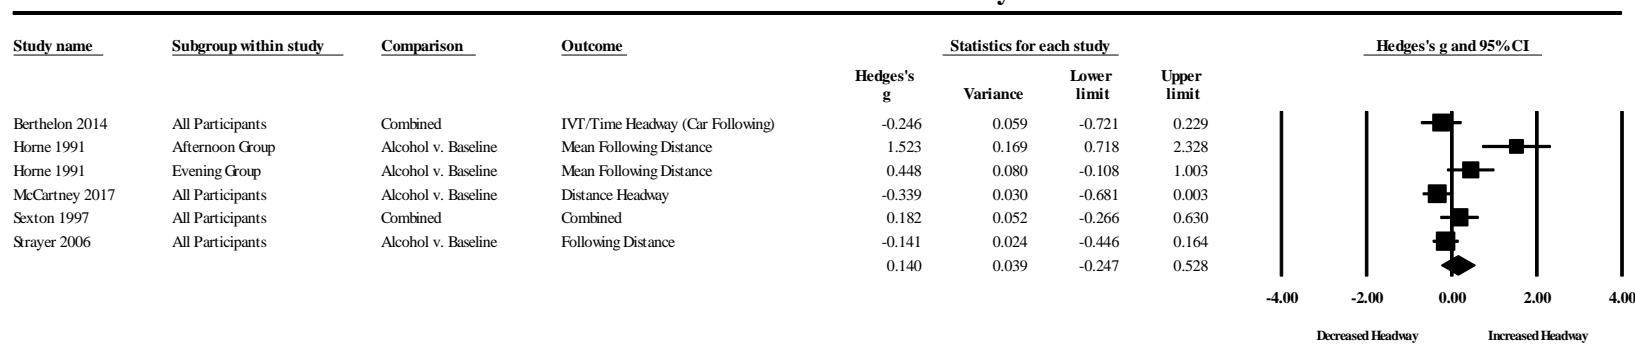 Study name Subgroup within study Comparison Outcome Statistics for each study Hedges's g and 95% CI
Hedges's g Variance Lower limit Upper limit
Berthelon 2014 All Participants Combined IVT/Time Headway (Car Following) -0.246 0.059 -0.721 0.229
Horne 1991 Afternoon Group Alcohol v. Baseline Mean Following Distance 1.523 0.169 0.718 2.328
Horne 1991 Evening Group Alcohol v. Baseline Mean Following Distance 0.448 0.080 -0.108 1.003
McCartney 2017 All Participants Alcohol v. Baseline Distance Headway -0.339 0.030 -0.681 0.003
Sexton 1997 All Participants Combined Combined 0.182 0.052 -0.266 0.630
Strayer 2006 All Participants Alcohol v. Baseline Following Distance -0.141 0.024 -0.446 0.164
0.140 0.039 -0.247 0.528
-4.00 -2.00 0.00 2.00 4.00
Decreased Headway Increased Headway